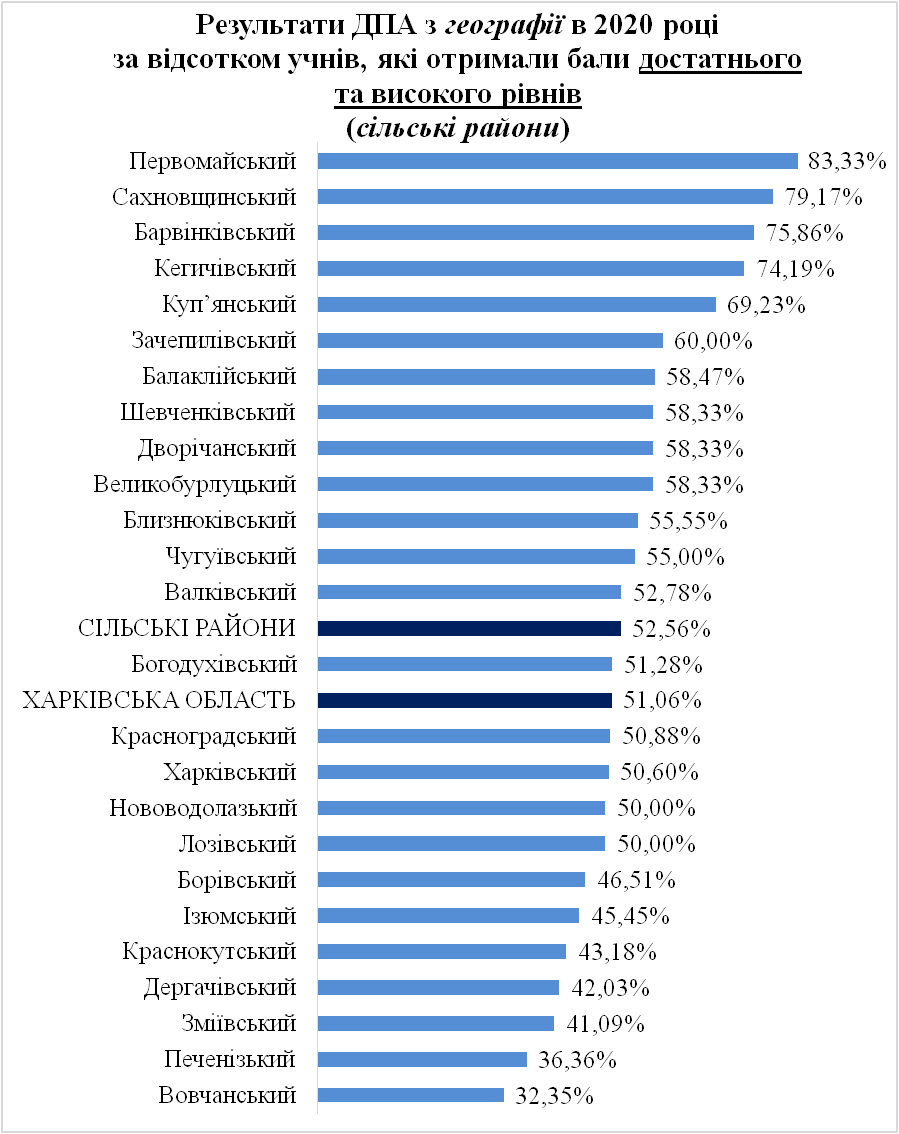 Результати ДПА з географії в 2020 році
за відсотком учнів, які отримали бали достатнього
та високого рівнів
(сільські райони)
Первомайський 83,33%
Сахновщинський 79,17%
Барвінківський 75,86%
Кегичівський 74,19%
Куп’янський 69,23%
Зачепилівський 60,00%
Балаклійський 58,47%
Шевченківський 58,33%
Дворічанський 58,33%
Великобурлуцький 58,33%
Близнюківський 55,55%
Чугуївський 55,00%
Валківський 52,78%
СІЛЬСЬКІ РАЙОНИ 52,56%
Богодухівський 51,28%
ХАРКІВСЬКА ОБЛАСТЬ 51,06%
Красноградський 50,88%
Харківський 50,60%
Нововодолазький 50,00%
Лозівський 50,00%
Борівський 46,51%
Ізюмський 45,45%
Краснокутський 43,18%
Дергачівський 42,03%
Зміївський 41,09%
Печенізький 36,36%
Вовчанський 32,35%